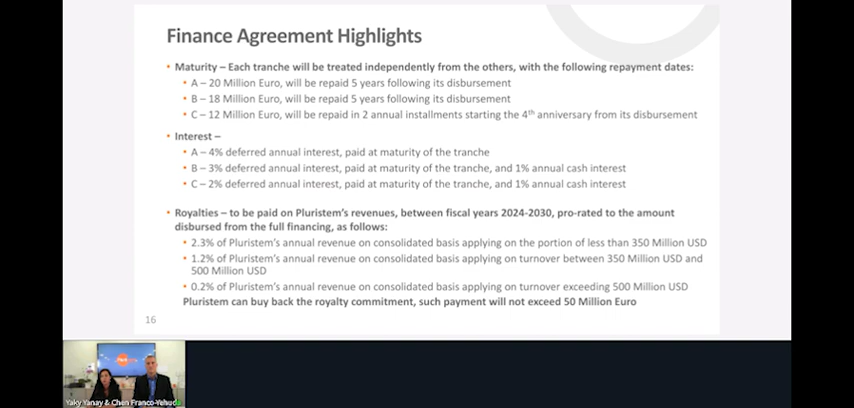 Finance Agreement Highlights
• Maturity – Each tranche will be treated independently from the others, with the following repayment dates:
• A – 20 Million Euro, will be repaid 5 years following its disbursement
• B – 18 Million Euro, will be repaid 5 years following its disbursement
• C – 12 Million Euro, will be repaid in 2 annual installments starting the 4th anniversary from its disbursement
• Interest –
• A – 4% deferred annual interest, paid at maturity of the tranche
• B – 3% deferred annual interest, paid at maturity of the tranche, and 1% annual cash interest
• C – 2% deferred annual interest, paid at maturity of the tranche, and 1% annual cash interest
• Royalties – to be paid on Pluristem's revenues, between fiscal years 2024-2030, pro-rated to the amount
disbursed from the full financing, as follows:
• 2.3% of Pluristem's annual revenue on consolidated basis applying on the portion of less than 350 Million USD
• 1.2% of Pluristem's annual revenue on consolidated basis applying on turnover between 350 Million USD and
500 Million USD
• 0.2% of Pluristem's annual revenue on consolidated basis applying on turnover exceeding 500 Million USD
Pluristem can buy back the royalty commitment, such payment will not exceed 50 Million Euro
16
Yaky Yanay & Chen Franco-Yehuda